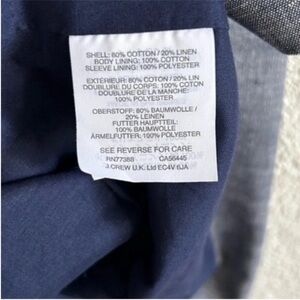 SHELL: 80% COTTON / 20% LINEN
BODY LINING: 100% COTTON
SLEEVE LINING: 100% POLYESTER
EXTÉRIEUR: 80% COTON / 20% LIN
DOUBLURE DU CORPS: 100% COTON
DOUBLURE DE LA MANCHE:
100% POLYESTER
OBERSTOFF: 80% BAUMWOLLE /
20% LEINEN
FUTTER HAUPTTEIL:
100% BAUMWOLLE
ÄRMELFUTTER: 100% POLYESTER
SEE REVERSE FOR CARE
RN77388 CA56445
J.CREW U.K. Ltd EC4V 6JA